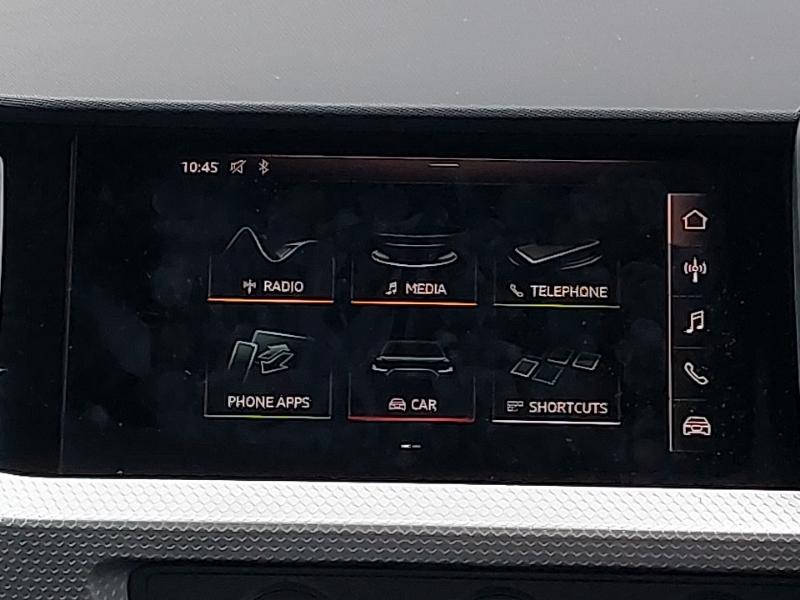 10:45
RADIO
MEDIA
TELEPHONE
PHONE APPS
CAR
SHORTCUTS